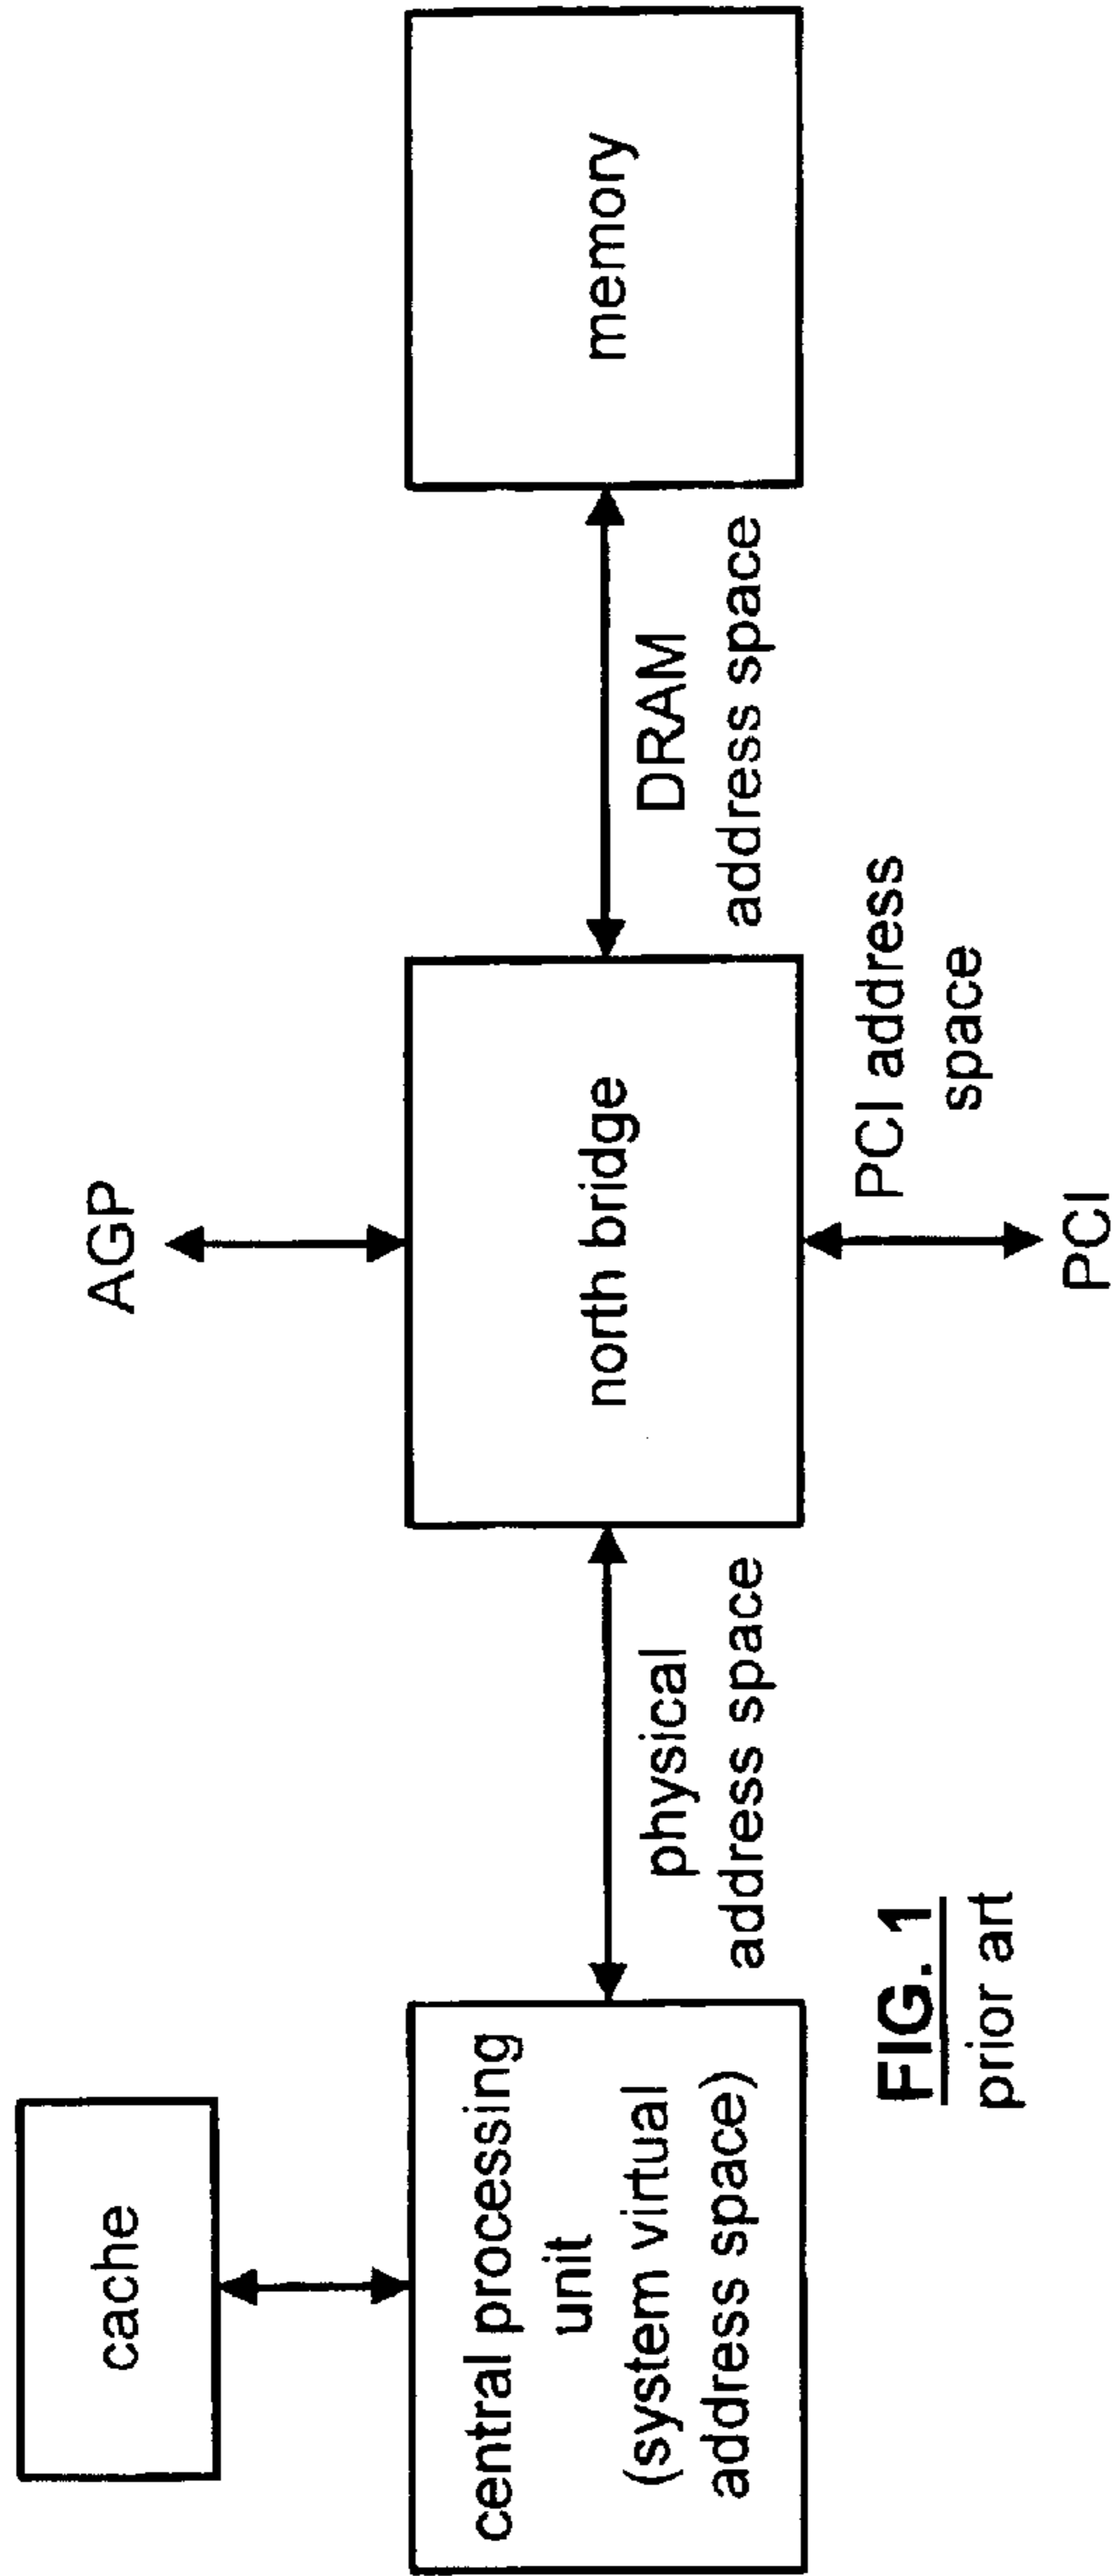 cache
central processing
unit
(system virtual
address space)
physical
address space
AGP
north bridge
PCI address
space
PCI
DRAM
address space
memory
FIG. 1
prior art